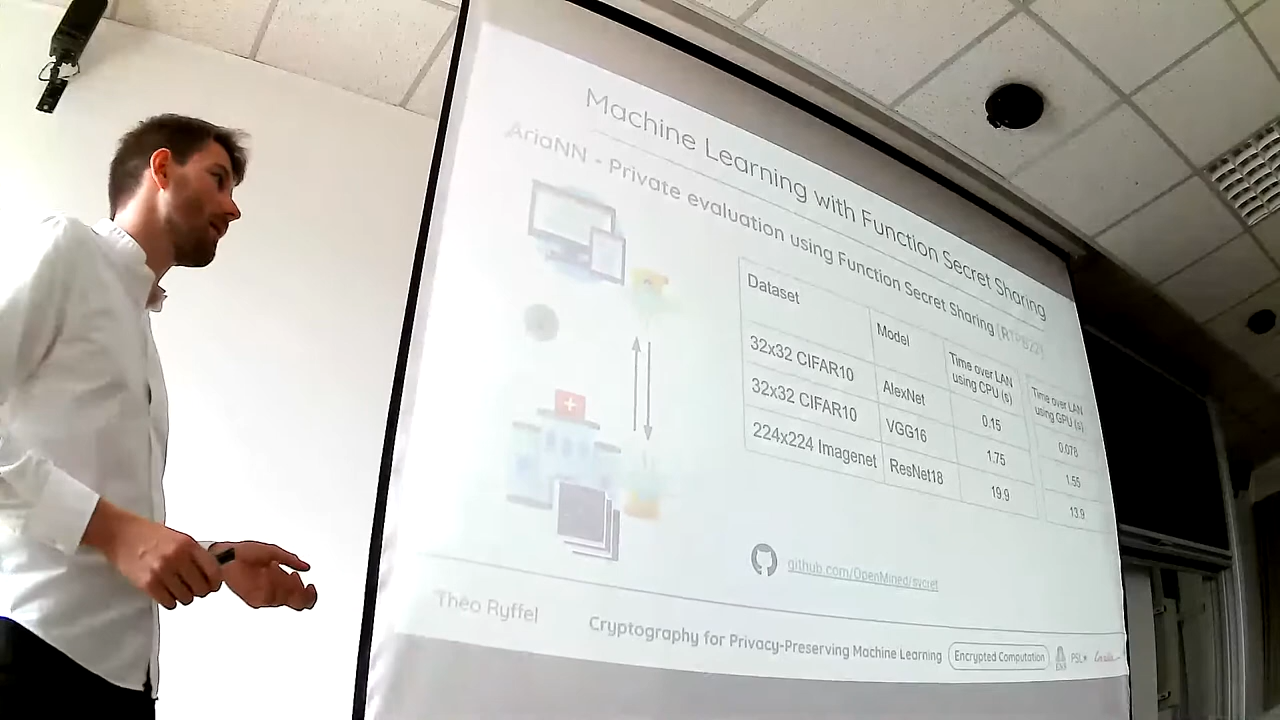 Machine Learning with Function Secret Sharing
AriaNN - Private evaluation using Function Secret Sharing (RTPB22)
Dataset Model Time over LAN using CPU (s) Time over LAN using GPU (s)
32x32 CIFAR10 AlexNet 0.15 0.078
32x32 CIFAR10 VGG16 1.75 1.55
224x224 Imagenet ResNet18 19.9 13.9
github.com/OpenMined/sycret
Théo Ryffel
Cryptography for Privacy-Preserving Machine Learning
Encrypted Computation
PSL